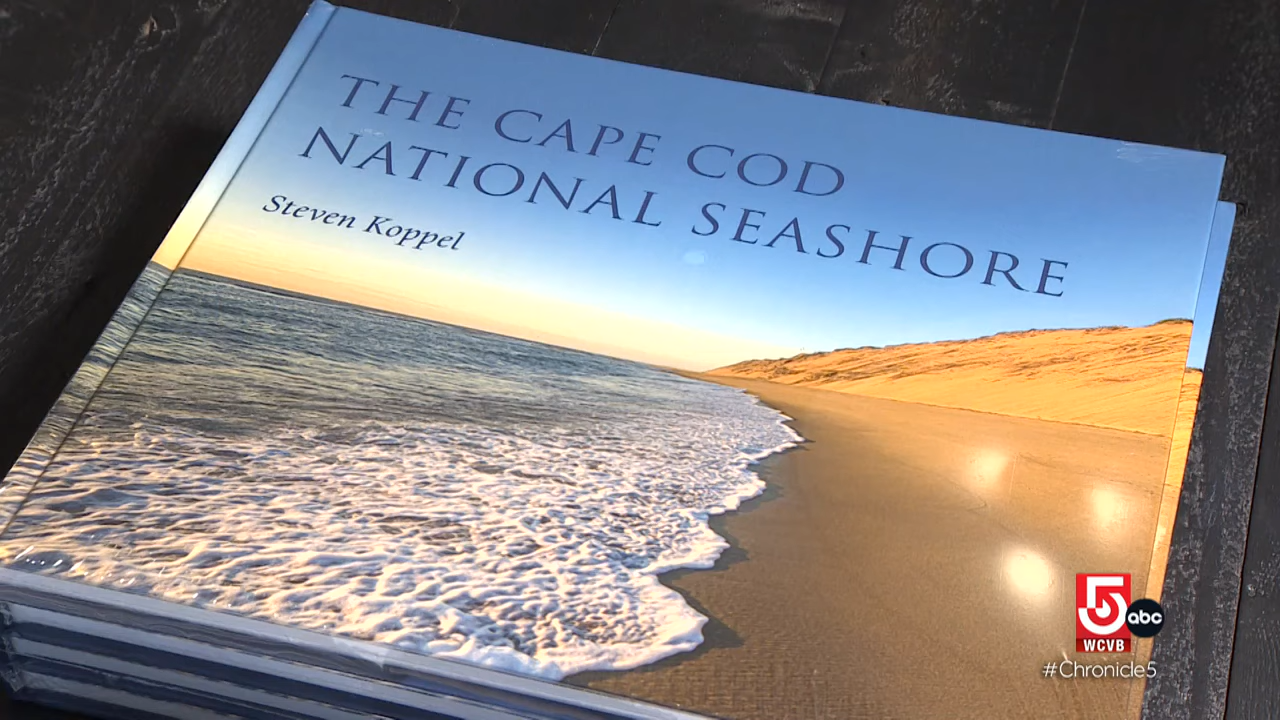 THE CAPE COD
NATIONAL SEASHORE
Steven Koppel
5
abc
WCVB
#Chronicle5